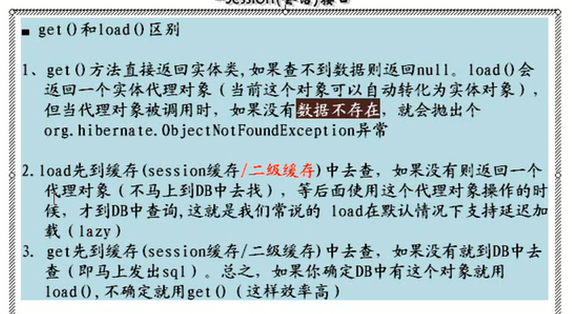 ■ get()和load()区别
1、get()方法直接返回实体类,如果查不到数据则返回null。load()会
返回一个实体代理对象(当前这个对象可以自动转化为实体对象),
但当代理对象被调用时,如果没有数据不存在,就会抛出个
org.hibernate.ObjectNotFoundException异常
2.load先到缓存(session缓存/二级缓存)中去查,如果没有则返回一个
代理对象(不马上到DB中去找),等后面使用这个代理对象操作的时
候,才到DB中查询,这就是我们常说的 load在默认情况下支持延迟加
载(lazy)
3. get先到缓存(session缓存/二级缓存)中去查,如果没有就到DB中去
查(即马上发出sql)。总之,如果你确定DB中有这个对象就用
load(),不确定就用get()(这样效率高)